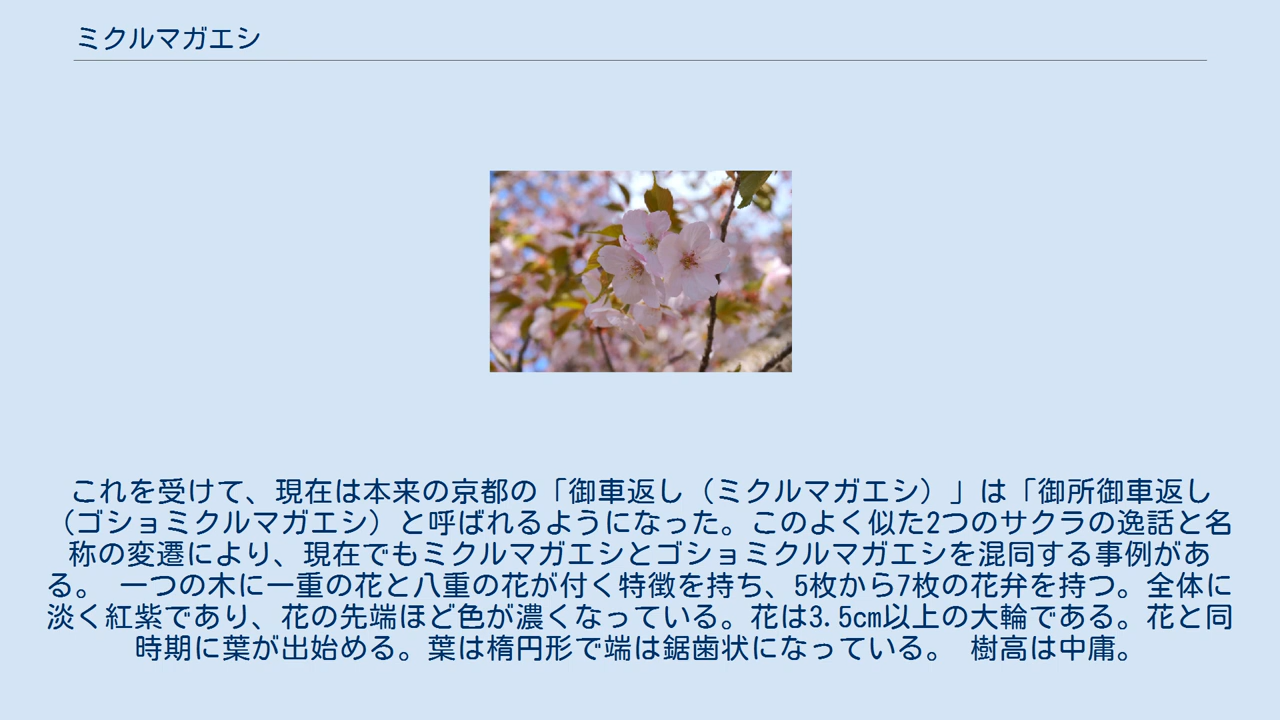 ミクルマガエシ
これを受けて、現在は本来の京都の「御車返し（ミクルマガエシ）」は「御所御車返し
（ゴショミクルマガエシ）と呼ばれるようになった。このよく似た2つのサクラの逸話と名
称の変遷により、現在でもミクルマガエシとゴショミクルマガエシを混同する事例があ
る。 一つの木に一重の花と八重の花が付く特徴を持ち、5枚から7枚の花弁を持つ。全体に
淡く紅紫であり、花の先端ほど色が濃くなっている。花は3.5cm以上の大輪である。花と同
時期に葉が出始める。葉は楕円形で端は鋸歯状になっている。 樹高は中庸。